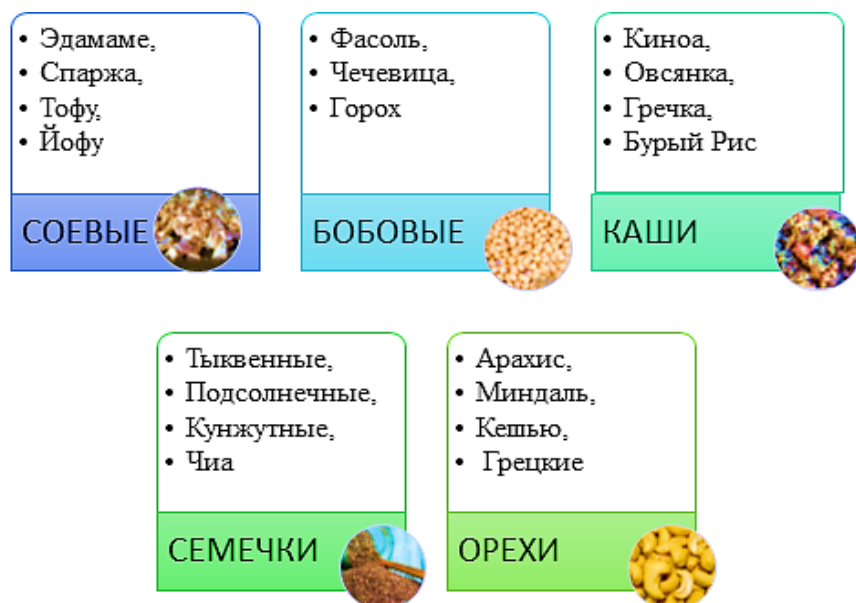 • Эдамаме,
• Спаржа,
• Тофу,
• Йофу
СОЕВЫЕ
• Фасоль,
• Чечевица,
• Горох
БОБОВЫЕ
• Киноа,
• Овсянка,
• Гречка,
• Бурый Рис
КАШИ
• Тыквенные,
• Подсолнечные,
• Кунжутные,
• Чиа
СЕМЕЧКИ
• Арахис,
• Миндаль,
• Кешью,
• Грецкие
ОРЕХИ